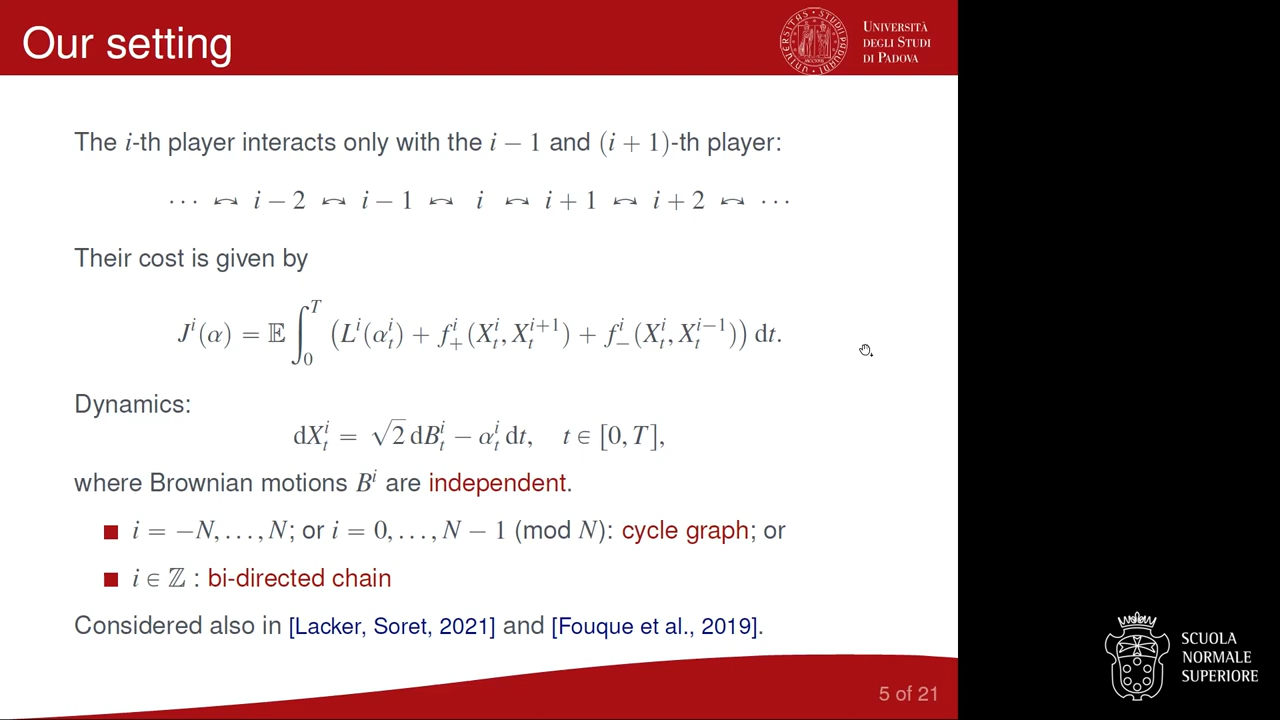 Our setting
UNIVERSITÀ
DEGLI STUDI
DI PADOVA
The i-th player interacts only with the i − 1 and (i + 1)-th player:
··· ↭ i − 2 ↭ i − 1 ↭ i ↭ i + 1 ↭ i + 2 ↭ ···
Their cost is given by
J^i(α) = 𝔼 ∫_0^T (L^i(α_t^i) + f_+^i(X_t^i, X_t^{i+1}) + f_−^i(X_t^i, X_t^{i−1})) dt.
Dynamics:
dX_t^i = √2 dB_t^i − α_t^i dt, t ∈ [0, T],
where Brownian motions B^i are independent.
i = −N, …, N; or i = 0, …, N − 1 (mod N): cycle graph; or
i ∈ ℤ : bi-directed chain
Considered also in [Lacker, Soret, 2021] and [Fouque et al., 2019].
5 of 21
SCUOLA
NORMALE
SUPERIORE